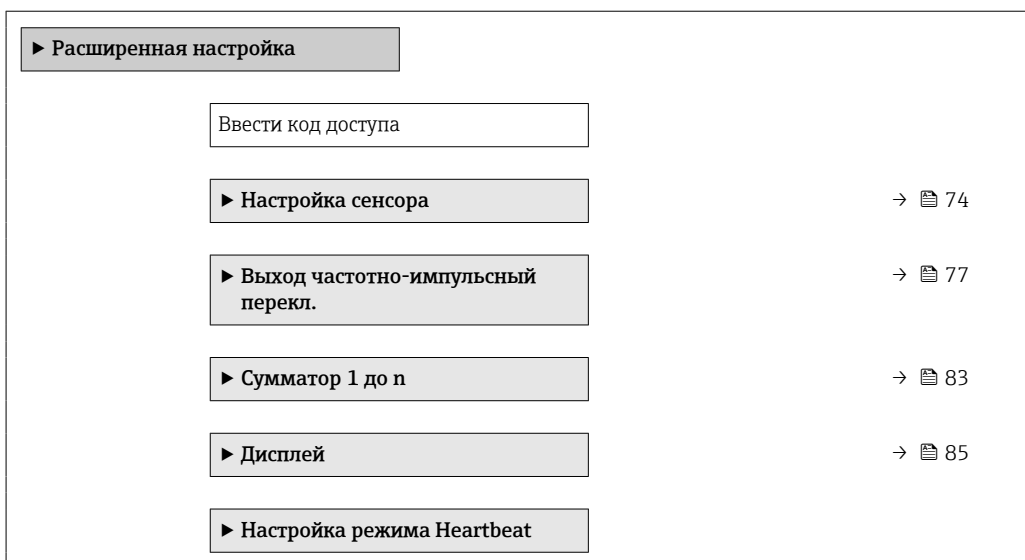 ▶ Расширенная настройка
Ввести код доступа
▶ Настройка сенсора → 74
▶ Выход частотно-импульсный → 77
перекл.
▶ Сумматор 1 до n → 83
▶ Дисплей → 85
▶ Настройка режима Heartbeat